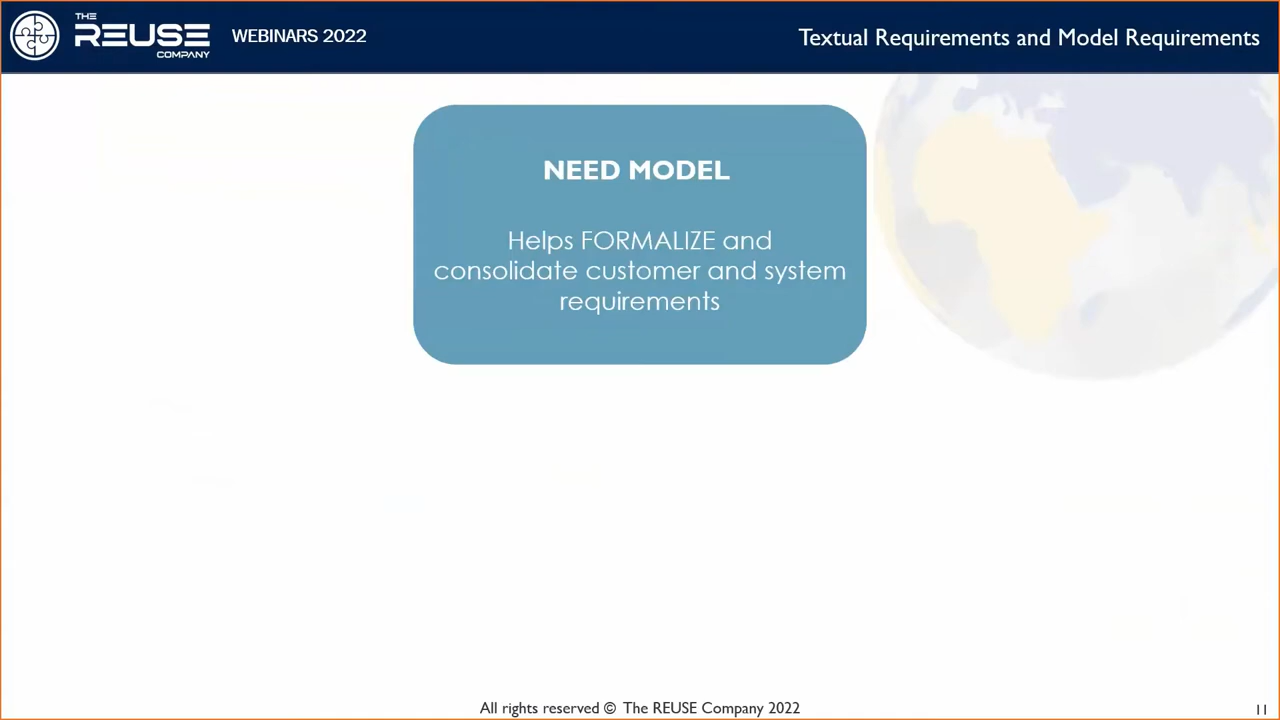 THE
REUSE
COMPANY
WEBINARS 2022
Textual Requirements and Model Requirements
NEED MODEL
Helps FORMALIZE and
consolidate customer and system
requirements
All rights reserved © The REUSE Company 2022
11